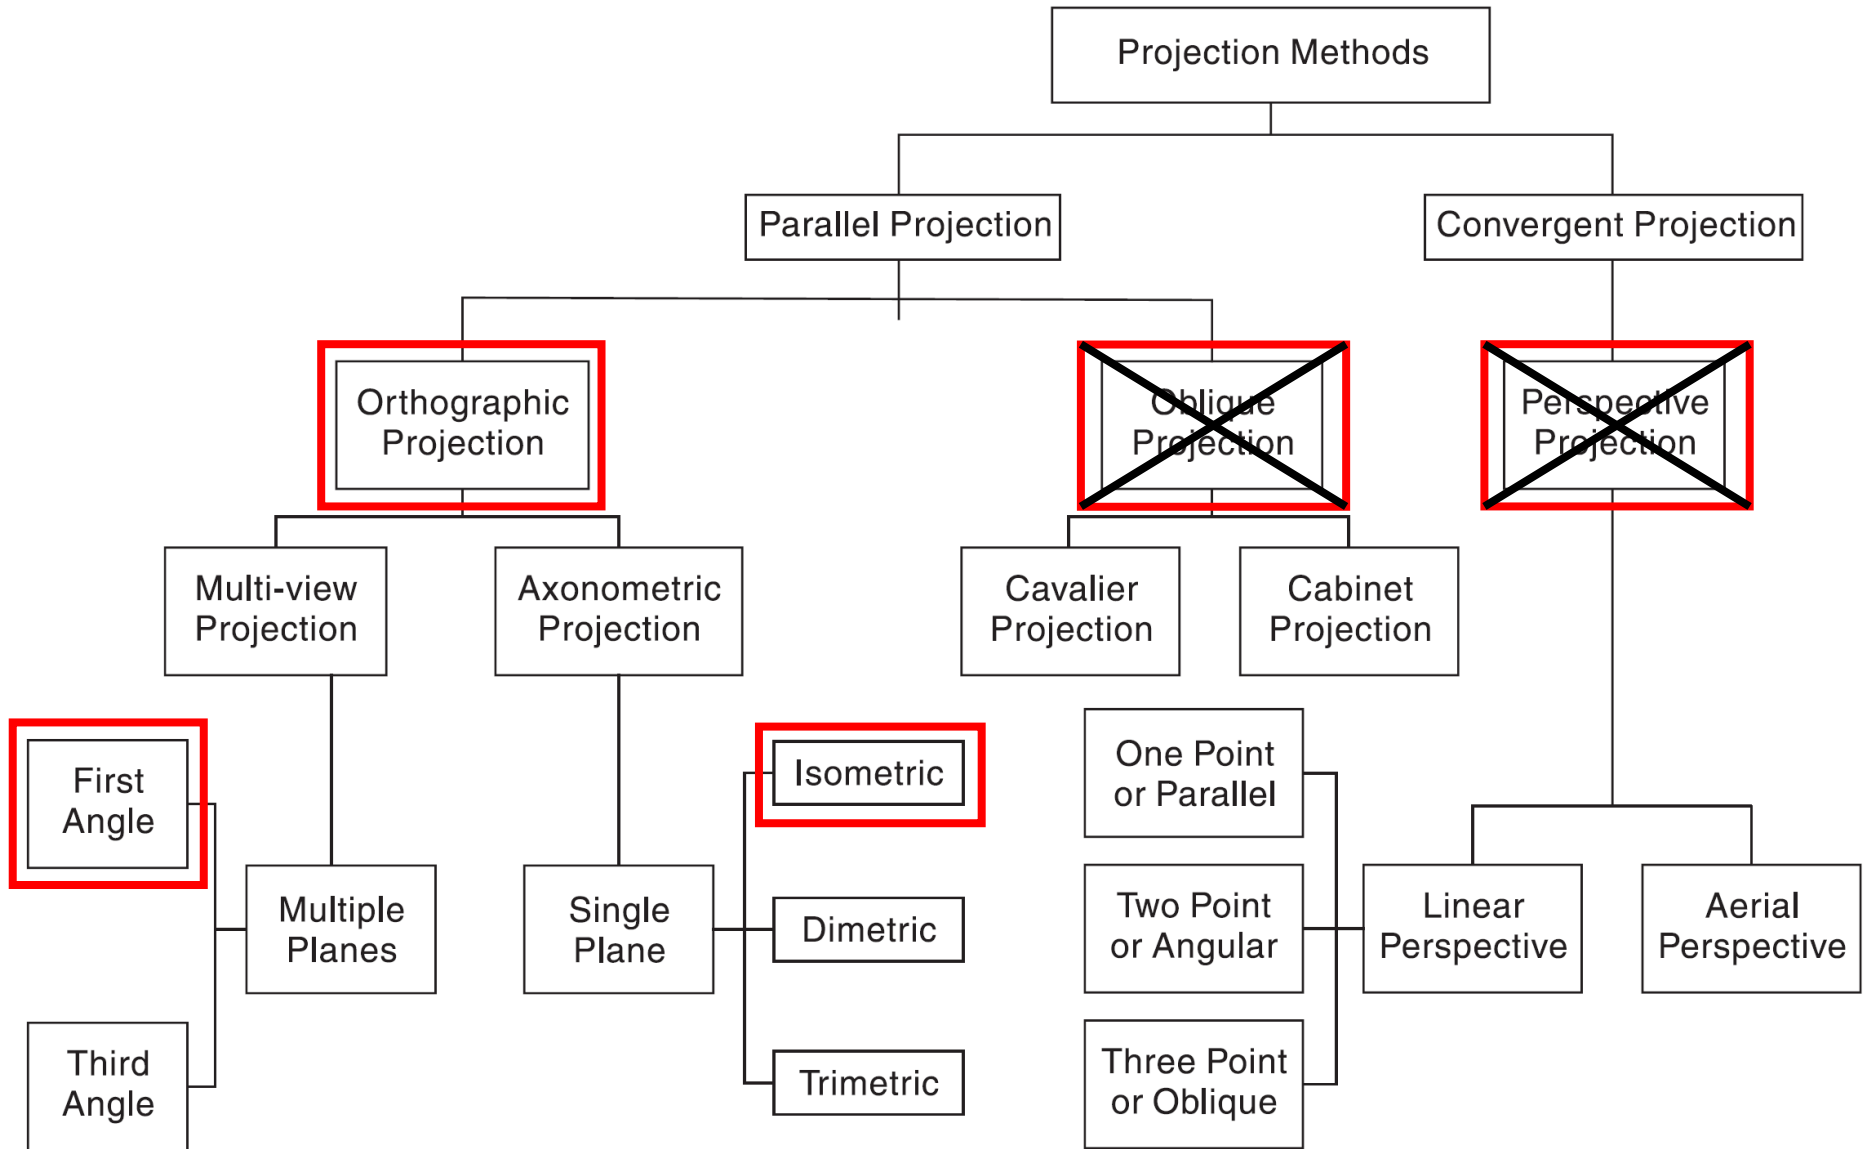 Projection Methods
Parallel Projection
Convergent Projection
Orthographic
Projection
Oblique
Projection
Perspective
Projection
Multi-view
Projection
Axonometric
Projection
Cavalier
Projection
Cabinet
Projection
First
Angle
Isometric
One Point
or Parallel
Multiple
Planes
Single
Plane
Dimetric
Two Point
or Angular
Linear
Perspective
Aerial
Perspective
Third
Angle
Trimetric
Three Point
or Oblique